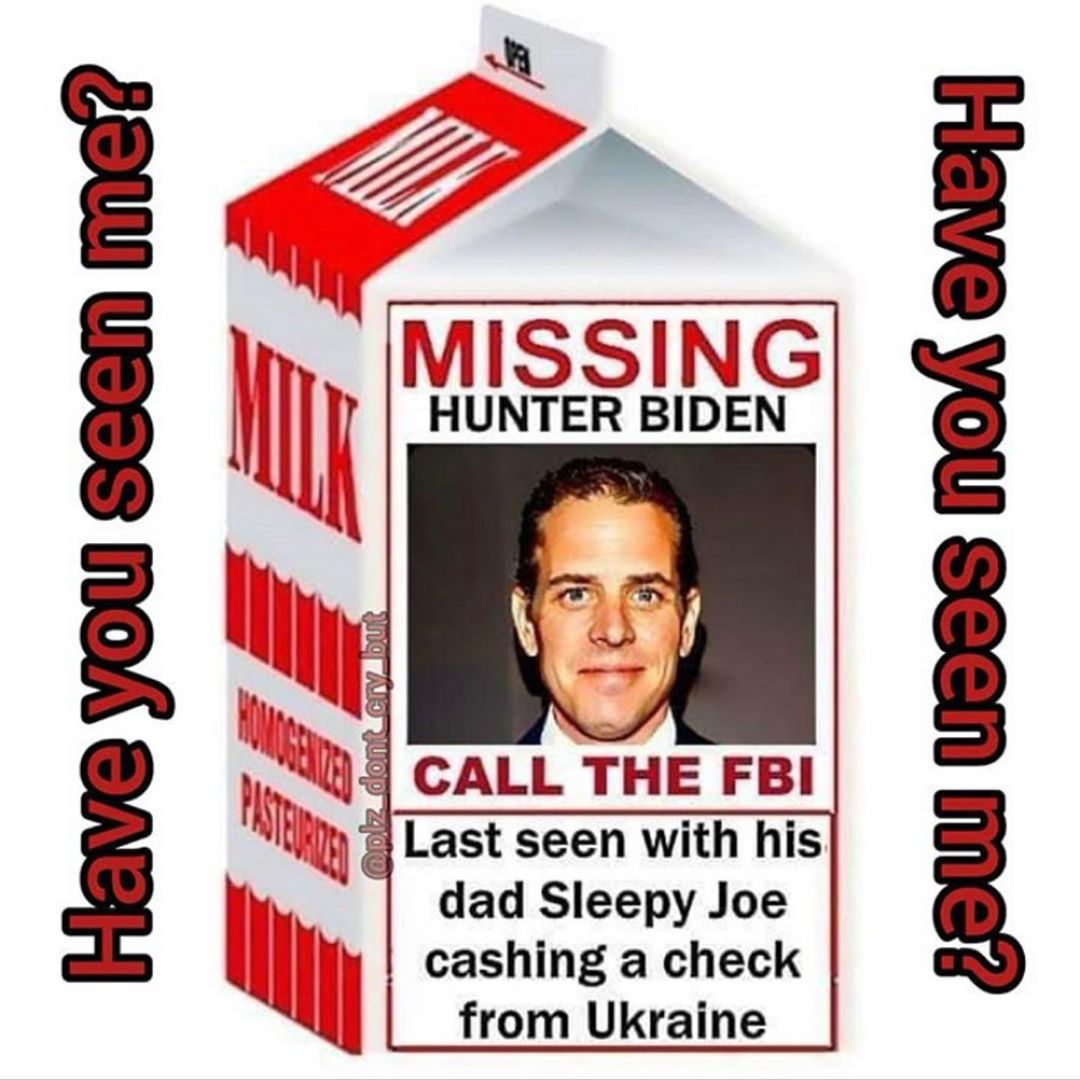 Have you seen me?
OPEN
MILK
MILK
HOMOGENIZED
PASTEURIZED
MISSING
HUNTER BIDEN
CALL THE FBI
Last seen with his
dad Sleepy Joe
cashing a check
from Ukraine
@plz_dont_cry_but
Have you seen me?